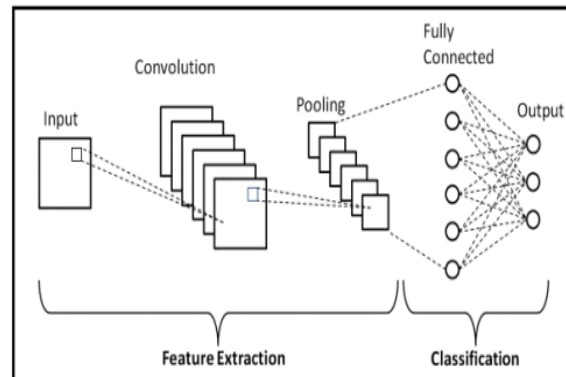 Fully
Connected
Convolution
Pooling
Output
Input
Feature Extraction
Classification